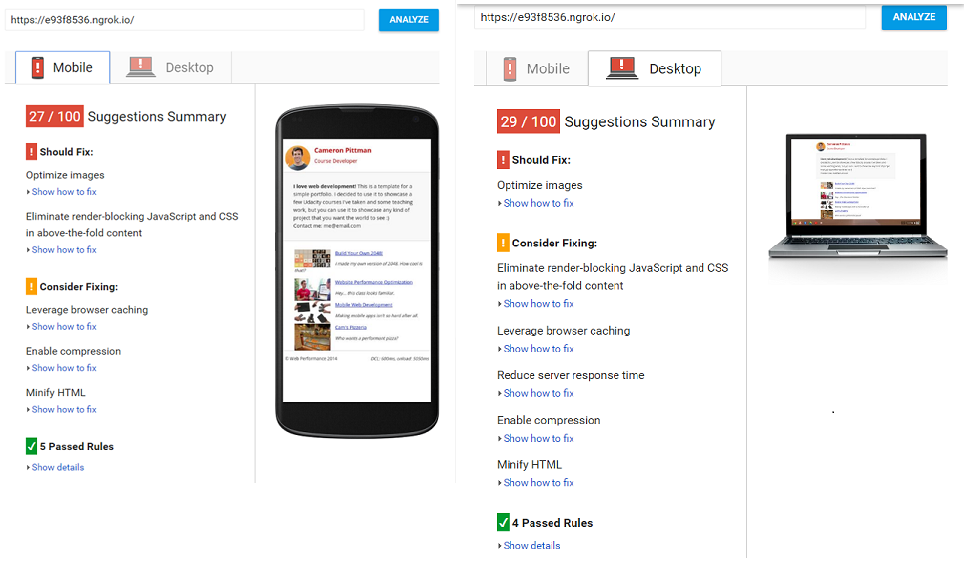 https://e93f8536.ngrok.io/
ANALYZE
Mobile
Desktop
27 / 100 Suggestions Summary
! Should Fix:
Optimize images
Show how to fix
Eliminate render-blocking JavaScript and CSS
in above-the-fold content
Show how to fix
! Consider Fixing:
Leverage browser caching
Show how to fix
Enable compression
Show how to fix
Minify HTML
Show how to fix
5 Passed Rules
Show details
Cameron Pittman
Course Developer
I love web development! This is a template for a
simple portfolio. I decided to use it to showcase a
few Udacity courses I've taken and some teaching
work, but you can use it to showcase any kind of
project that you want the world to see :)
Contact me: me@email.com
Build Your Own 2048!
I made my own version of 2048. How cool is
that?
Website Performance Optimization
Hey... this class looks familiar.
Mobile Web Development
Making mobile apps isn't so hard after all.
Cam's Pizzeria
Who wants a performant pizza?
© Web Performance 2014
https://e93f8536.ngrok.io/
ANALYZE
Mobile
Desktop
29 / 100 Suggestions Summary
! Should Fix:
Optimize images
Show how to fix
! Consider Fixing:
Eliminate render-blocking JavaScript and CSS
in above-the-fold content
Show how to fix
Leverage browser caching
Show how to fix
Reduce server response time
Show how to fix
Enable compression
Show how to fix
Minify HTML
Show how to fix
4 Passed Rules
Show details
Cameron Pittman